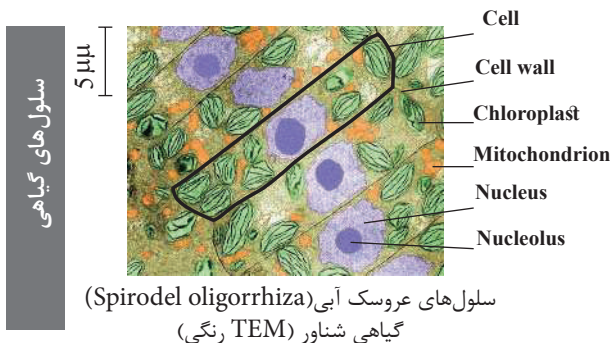 سلول‌های گیاهی
5 μμ
Cell
Cell wall
Chloroplast
Mitochondrion
Nucleus
Nucleolus
سلول‌های عروسک آبی(Spirodel oligorrhiza)
گیاهی شناور (TEM رنگی)